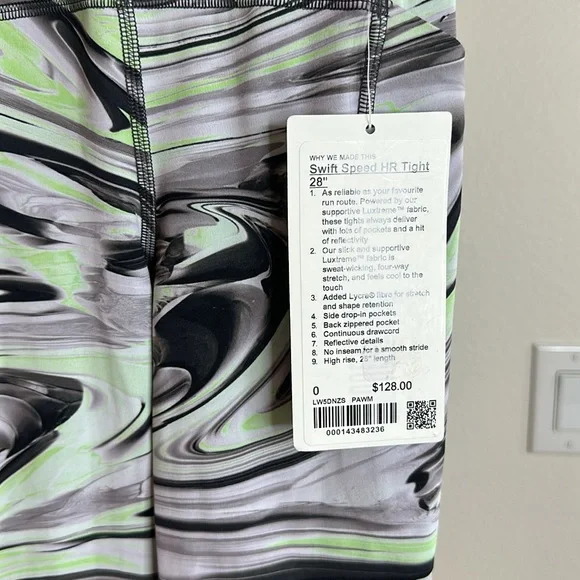 WHY WE MADE THIS
Swift Speed HR Tight
28"
1. As reliable as your favourite
run route. Powered by our
supportive Luxtreme™ fabric,
these tights always deliver
with lots of pockets and a hit
of reflectivity
2. Our slick and supportive
Luxtreme™ fabric is
sweat-wicking, four-way
stretch, and feels cool to the
touch
3. Added Lycra® fibre for stretch
and shape retention
4. Side drop-in pockets
5. Back zippered pocket
6. Continuous drawcord
7. Reflective details
8. No inseam for a smooth stride
9. High rise, 28" length
0 $128.00
LW5DNZS PAWM
000143483236